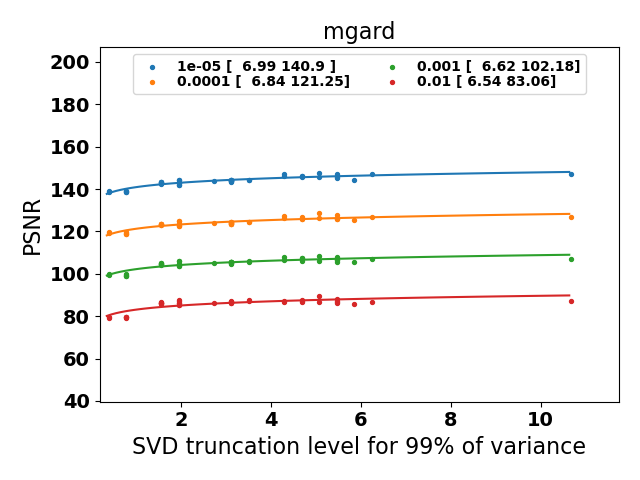 mgard
1e-05 [  6.99 140.9 ]
0.0001 [  6.84 121.25]
0.001 [  6.62 102.18]
0.01 [ 6.54 83.06]
200
180
160
140
120
100
80
60
40
PSNR
2 4 6 8 10
SVD truncation level for 99% of variance